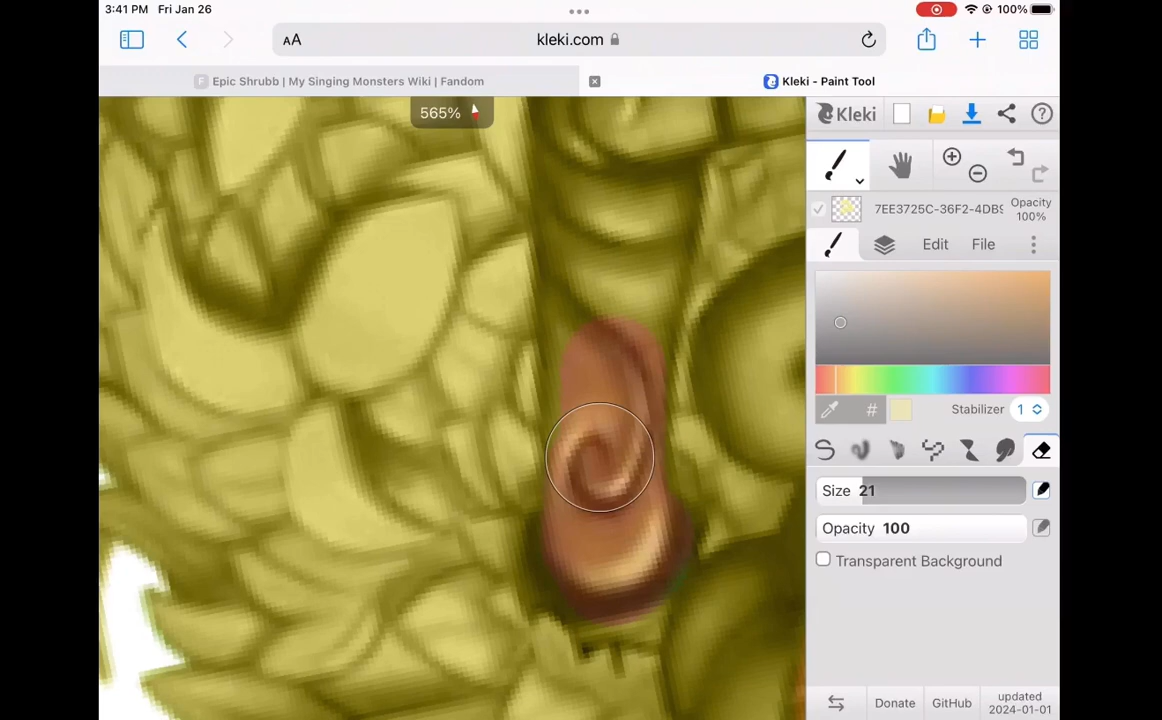 3:41 PM Fri Jan 26
100%
AA
kleki.com
Epic Shrubb | My Singing Monsters Wiki | Fandom
Kleki - Paint Tool
565%
Kleki
7EE3725C-36F2-4DB9
Opacity
100%
Edit
File
#
Stabilizer
1
Size 21
Opacity 100
Transparent Background
Donate
GitHub
updated
2024-01-01